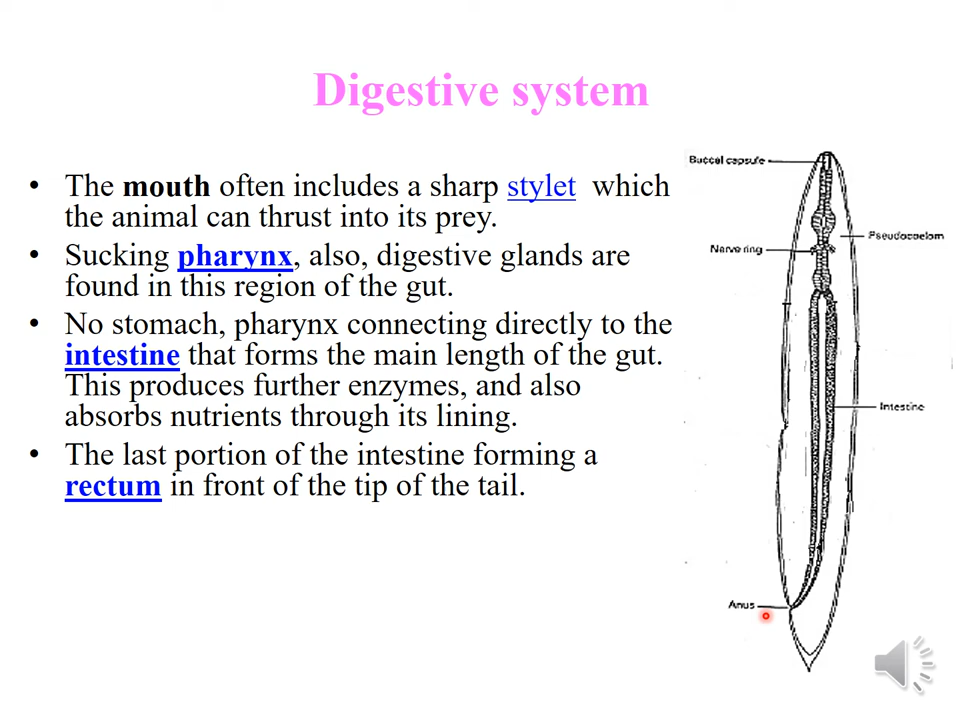 Digestive system
• The mouth often includes a sharp stylet which
the animal can thrust into its prey.
• Sucking pharynx, also, digestive glands are
found in this region of the gut.
• No stomach, pharynx connecting directly to the
intestine that forms the main length of the gut.
This produces further enzymes, and also
absorbs nutrients through its lining.
• The last portion of the intestine forming a
rectum in front of the tip of the tail.
Buccal capsule
Pseudocoelom
Nerve ring
Intestine
Anus